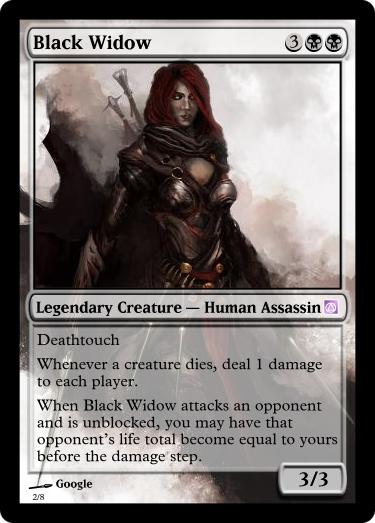 Black Widow 3
Legendary Creature — Human Assassin
Deathtouch
Whenever a creature dies, deal 1 damage
to each player.
When Black Widow attacks an opponent
and is unblocked, you may have that
opponent's life total become equal to yours
before the damage step.
3/3
Google
2/8